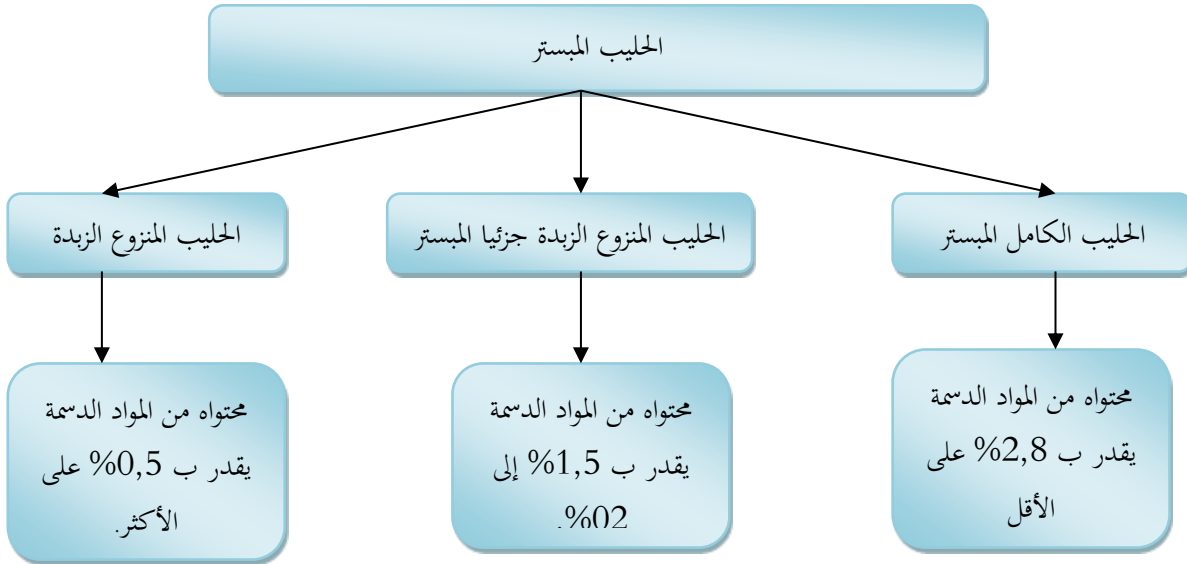 الحليب المبستر
الحليب الكامل المبستر
الحليب المنزوع الزبدة جزئيا المبستر
الحليب المنزوع الزبدة
محتواه من المواد الدسمة
يقدر ب 2,8% على
الأقل
محتواه من المواد الدسمة
يقدر ب 1,5% إلى
02%.
محتواه من المواد الدسمة
يقدر ب 0,5% على
الأكثر.